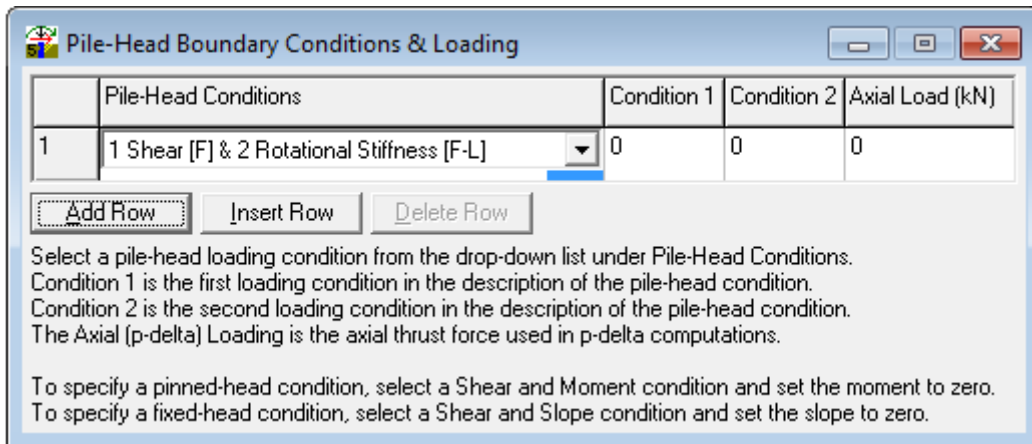 Pile-Head Boundary Conditions & Loading
Pile-Head Conditions Condition 1 Condition 2 Axial Load (kN)
1 1 Shear [F] & 2 Rotational Stiffness [F-L] 0 0 0
Add Row Insert Row Delete Row
Select a pile-head loading condition from the drop-down list under Pile-Head Conditions.
Condition 1 is the first loading condition in the description of the pile-head condition.
Condition 2 is the second loading condition in the description of the pile-head condition.
The Axial (p-delta) Loading is the axial thrust force used in p-delta computations.
To specify a pinned-head condition, select a Shear and Moment condition and set the moment to zero.
To specify a fixed-head condition, select a Shear and Slope condition and set the slope to zero.